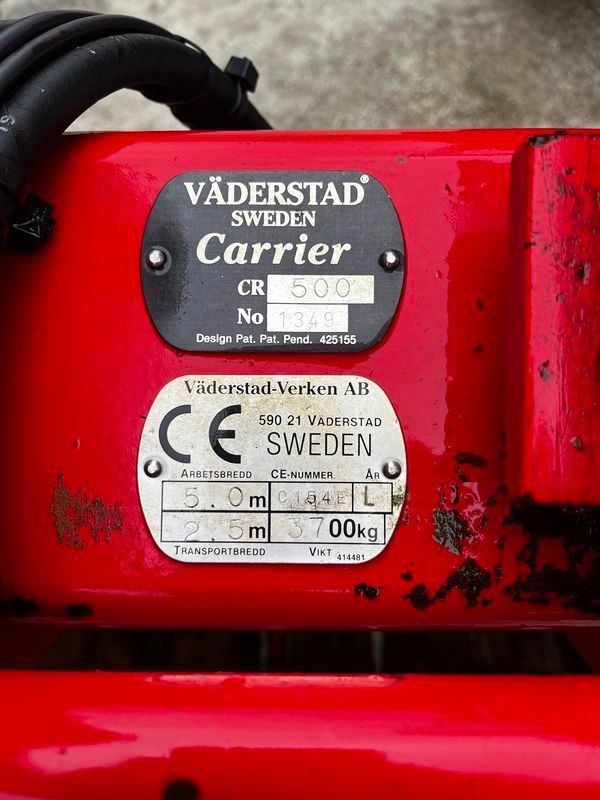 VÄDERSTAD®
SWEDEN
Carrier
CR 500
No 1349
Design Pat. Pat. Pend. 425155
Väderstad-Verken AB
CE 590 21 VÄDERSTAD
SWEDEN
ARBETSBREDD CE-NUMMER ÅR
5.0m C154E L
2.5m 3700kg
TRANSPORTBREDD VIKT 414481